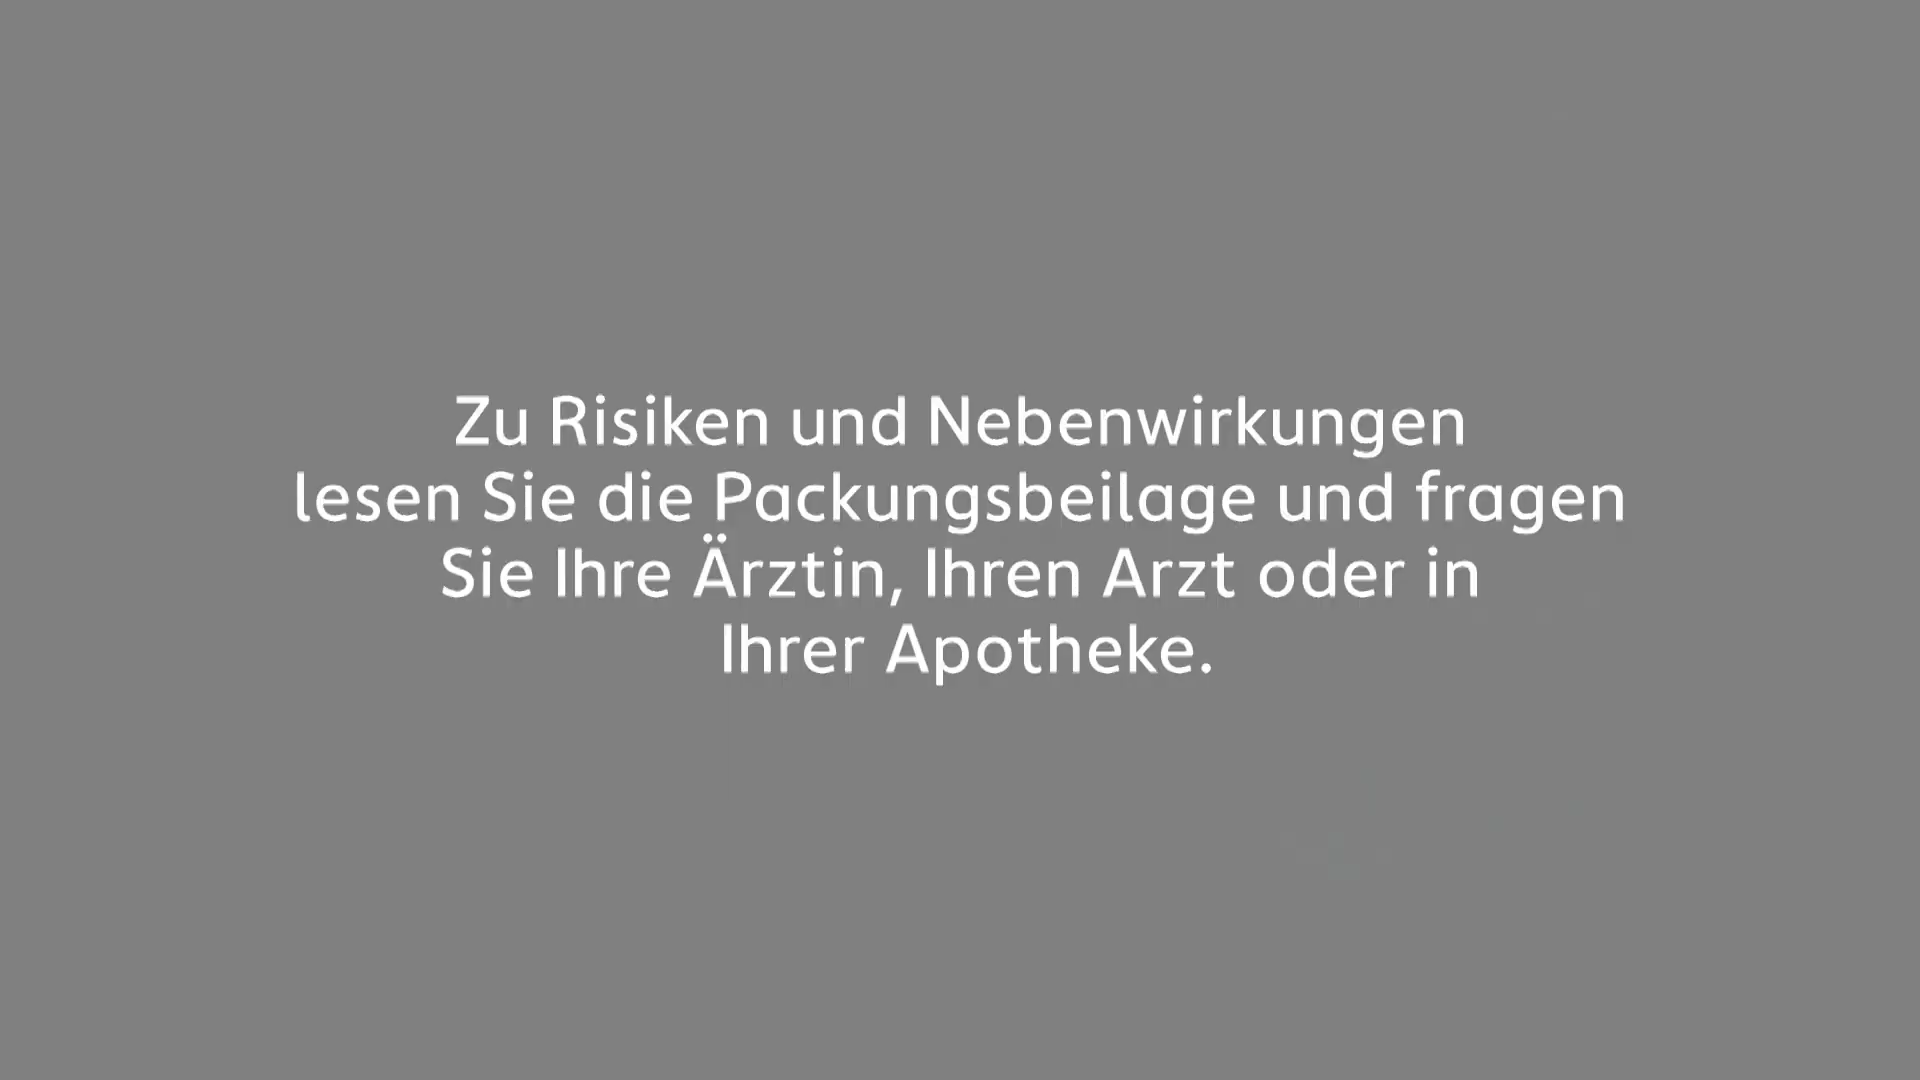 Zu Risiken und Nebenwirkungen
lesen Sie die Packungsbeilage und fragen
Sie Ihre Ärztin, Ihren Arzt oder in
Ihrer Apotheke.